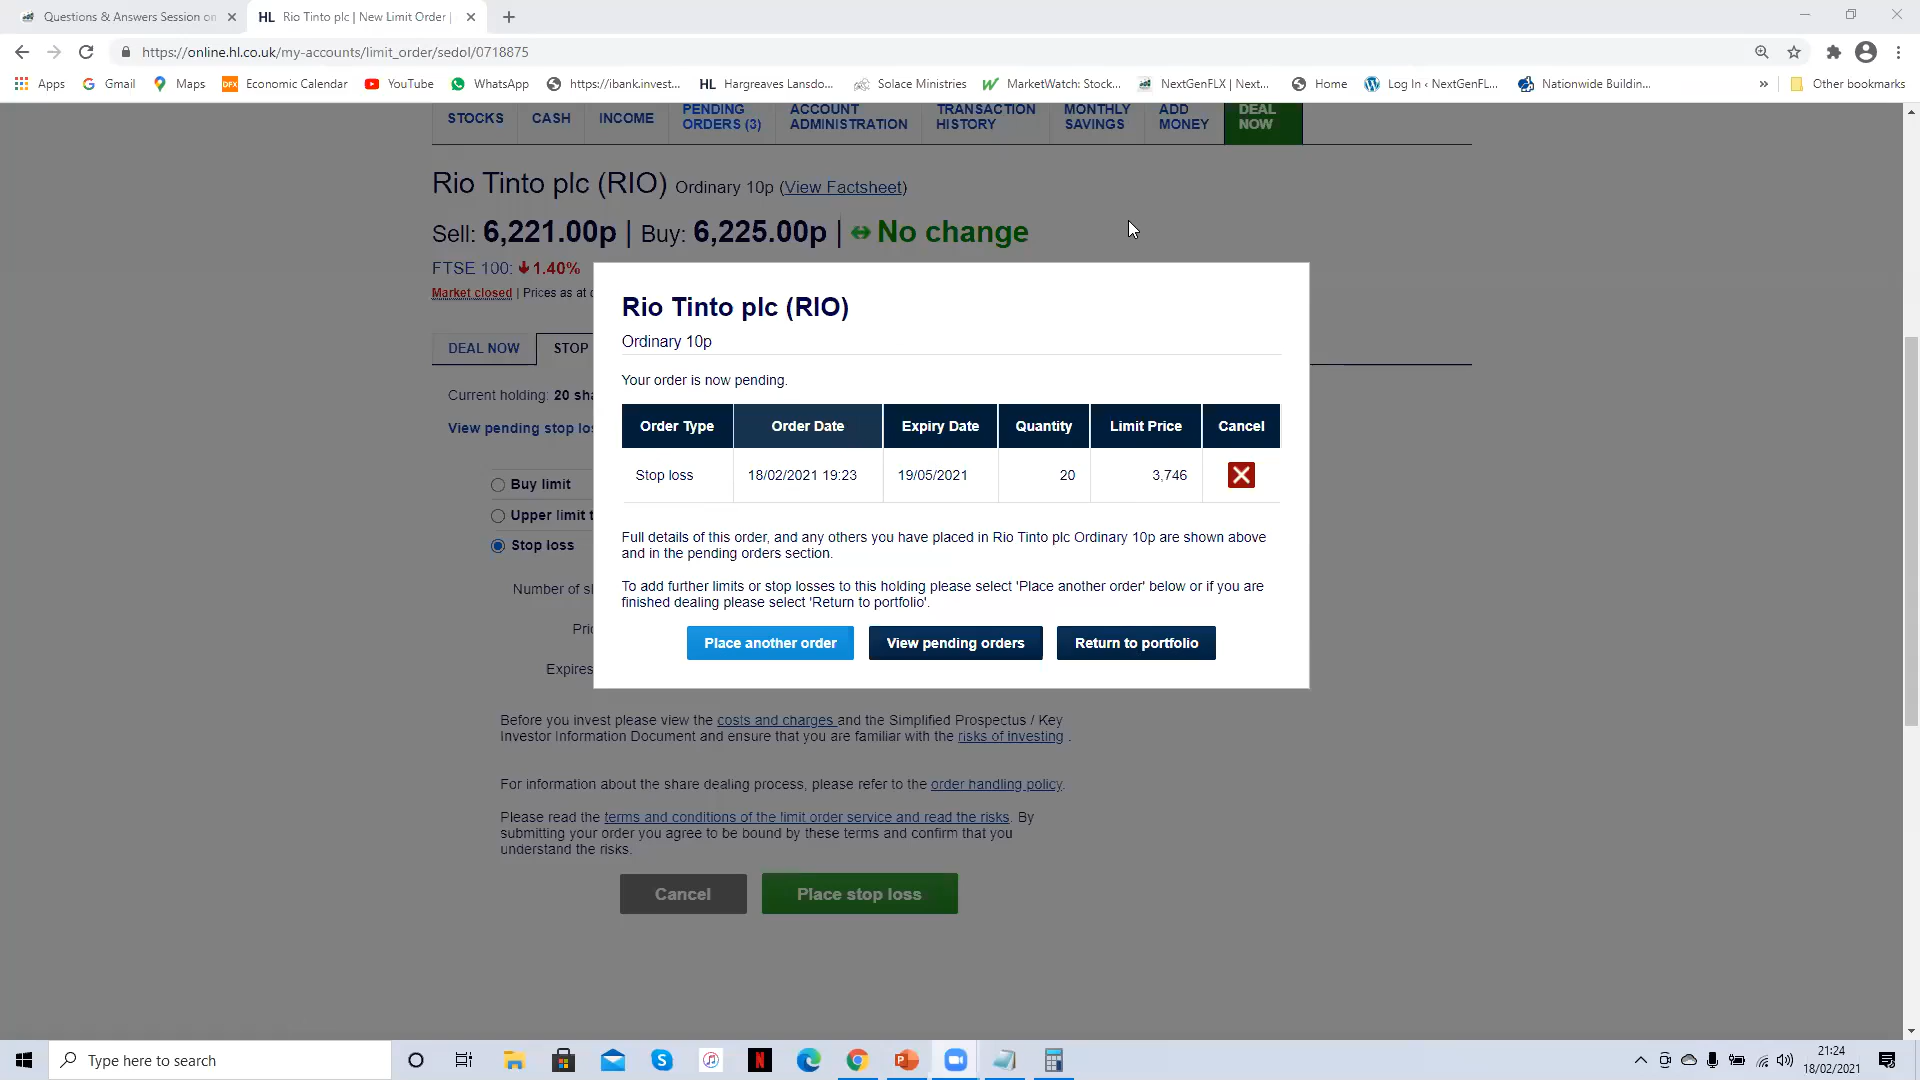 Questions & Answers Session on
HL Rio Tinto plc | New Limit Order |
https://online.hl.co.uk/my-accounts/limit_order/sedol/0718875
Apps Gmail Maps DFX Economic Calendar YouTube WhatsApp https://ibank.invest... HL Hargreaves Lansdo... Solace Ministries MarketWatch: Stock... NextGenFLX | Next... Home Log In ‹ NextGenFL... Nationwide Buildin... » Other bookmarks
STOCKS CASH INCOME PENDING ORDERS (3) ACCOUNT ADMINISTRATION TRANSACTION HISTORY MONTHLY SAVINGS ADD MONEY DEAL NOW
Rio Tinto plc (RIO) Ordinary 10p (View Factsheet)
Sell: 6,221.00p | Buy: 6,225.00p | No change
FTSE 100: 1.40%
Market closed | Prices as at
Rio Tinto plc (RIO)
Ordinary 10p
DEAL NOW STOP
Your order is now pending.
Current holding: 20
View pending stop
Order Type Order Date Expiry Date Quantity Limit Price Cancel
Stop loss 18/02/2021 19:23 19/05/2021 20 3,746
Buy limit
Upper limit
Stop loss
Number of
Expires
Full details of this order, and any others you have placed in Rio Tinto plc Ordinary 10p are shown above
and in the pending orders section.
To add further limits or stop losses to this holding please select 'Place another order' below or if you are
finished dealing please select 'Return to portfolio'.
Place another order View pending orders Return to portfolio
Before you invest please view the costs and charges and the Simplified Prospectus / Key
Investor Information Document and ensure that you are familiar with the risks of investing .
For information about the share dealing process, please refer to the order handling policy.
Please read the terms and conditions of the limit order service and read the risks. By
submitting your order you agree to be bound by these terms and confirm that you
understand the risks.
Cancel Place stop loss
Type here to search
21:24
18/02/2021